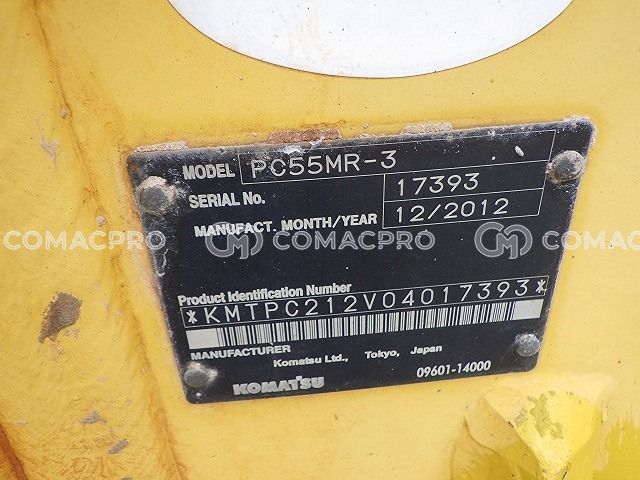 MODEL PC55MR-3
SERIAL No. 17393
MANUFACT. MONTH/YEAR 12/2012
COMACPRO COMACPRO COMACPRO
Product Identification Number
*KMTPC212V04017393*
MANUFACTURER
Komatsu Ltd., Tokyo, Japan
KOMATSU 09601-14000